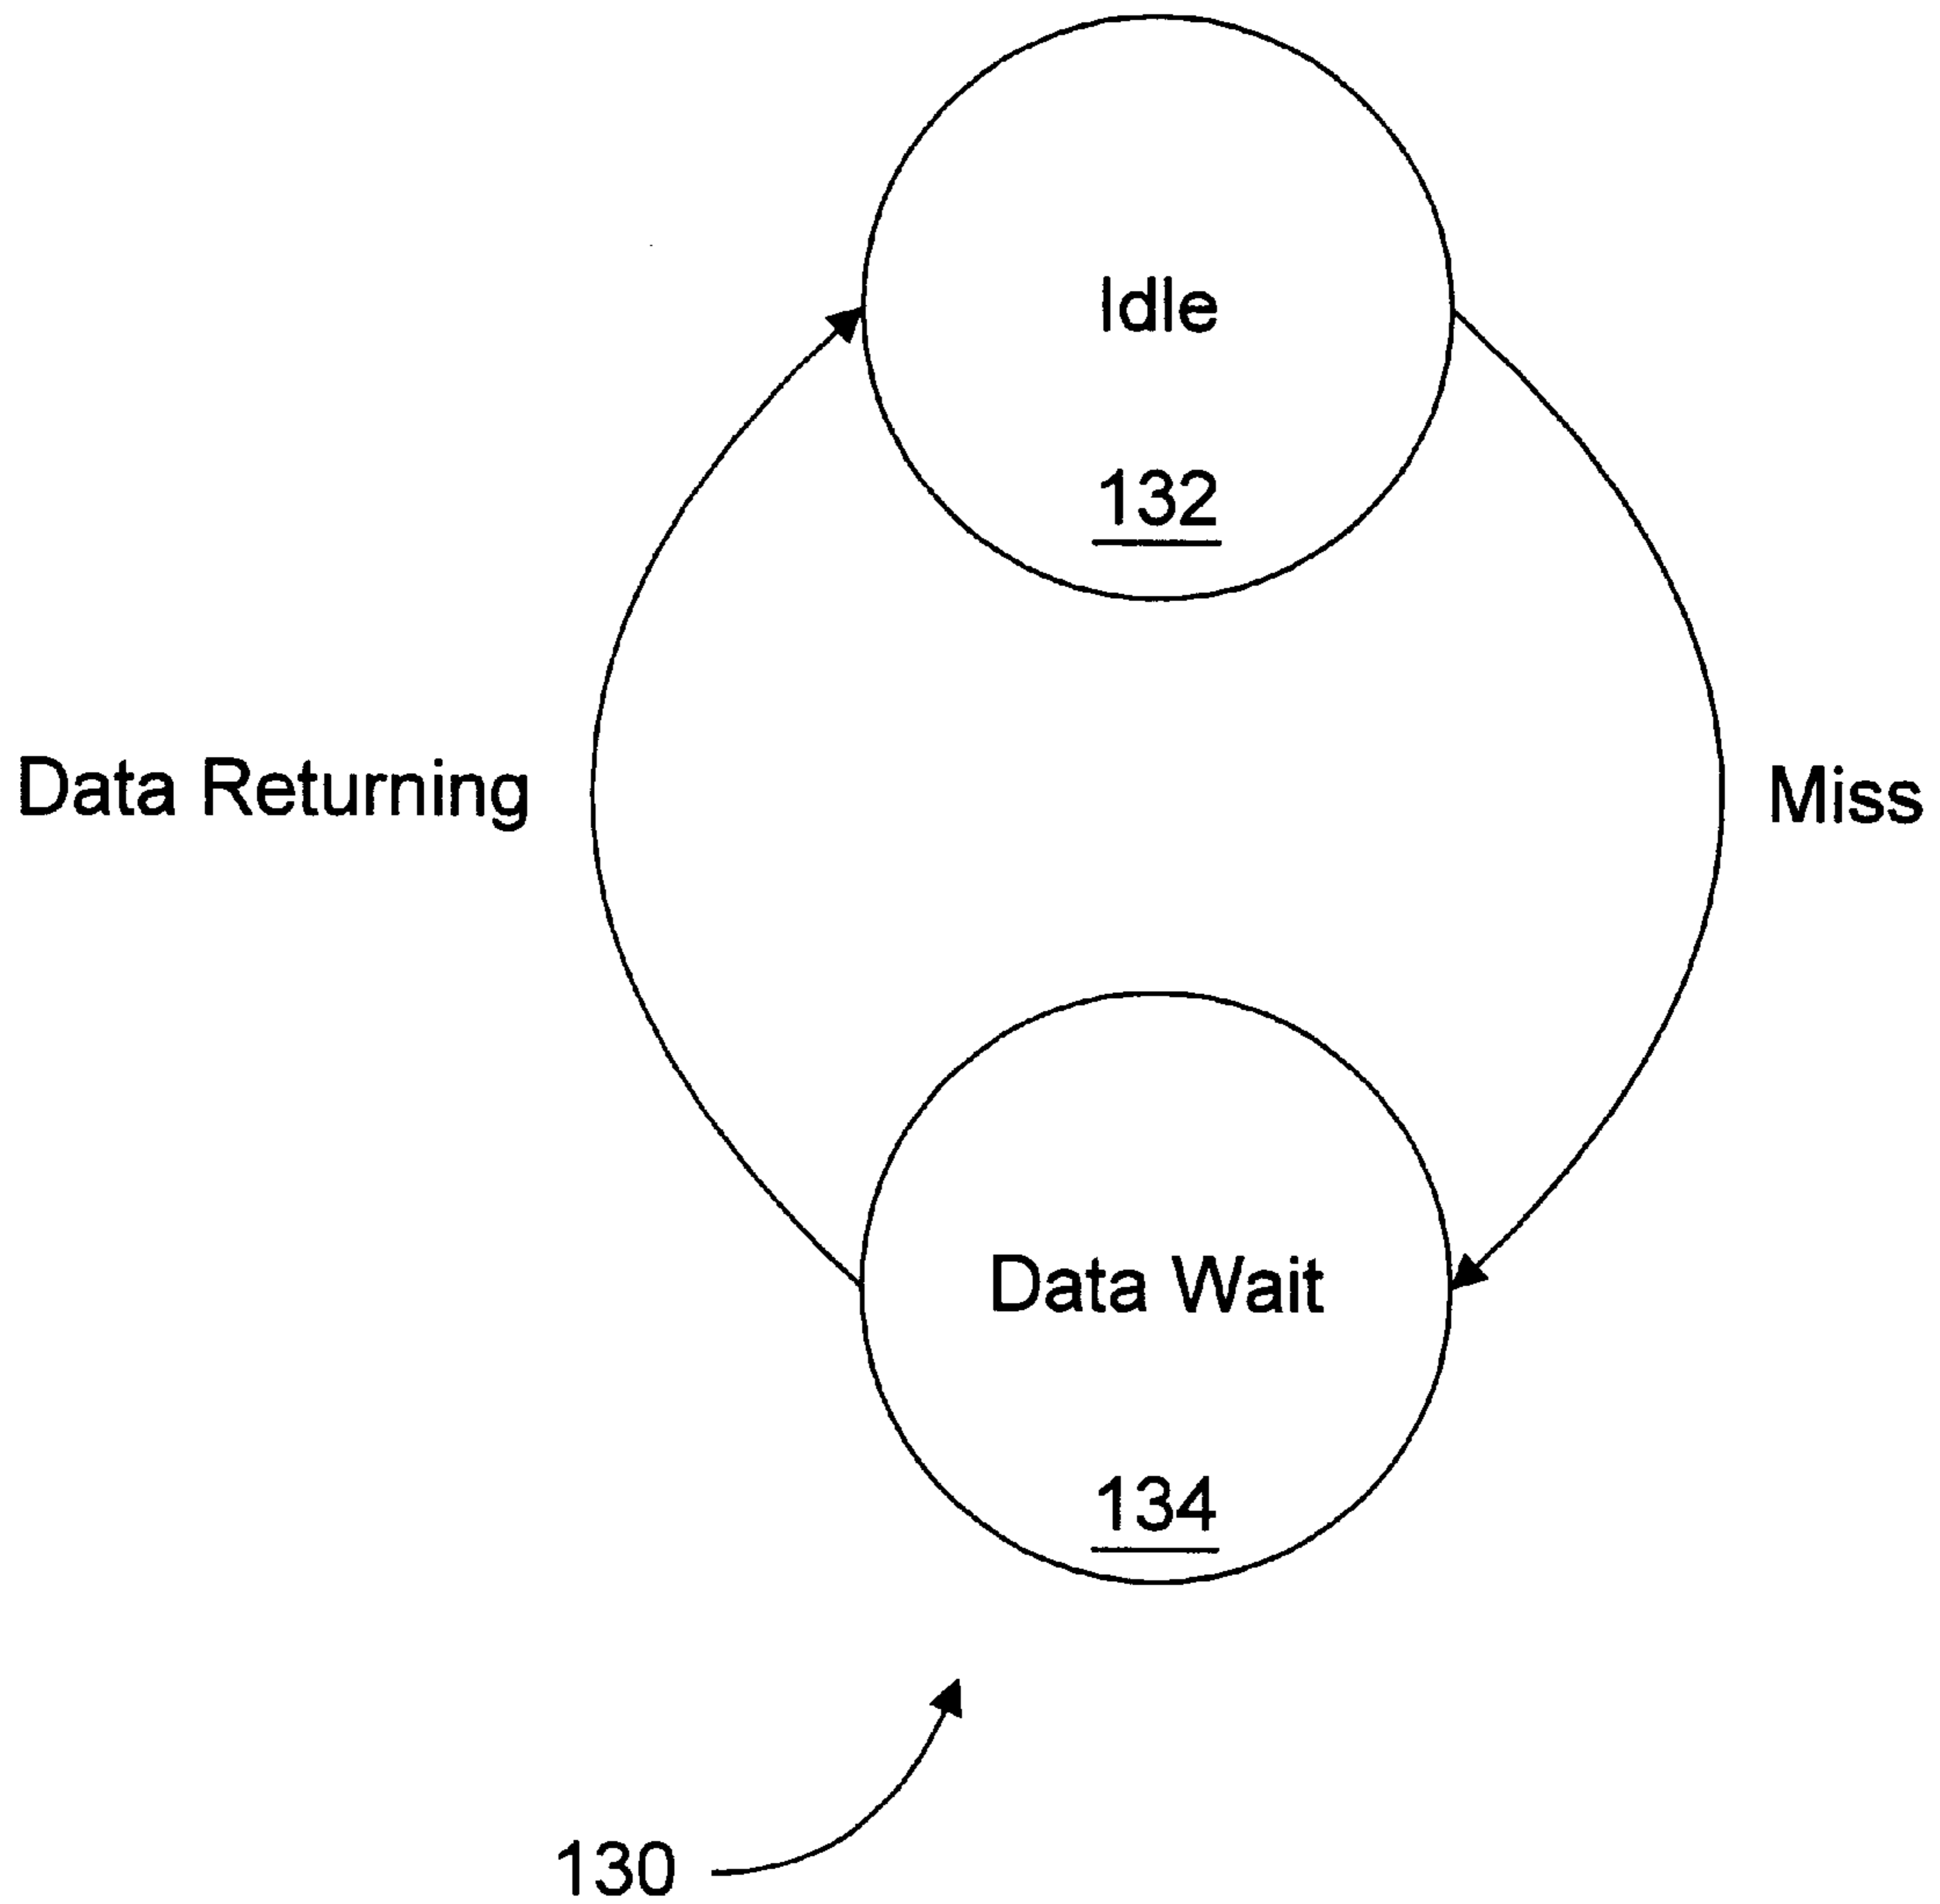 Idle
132
Data Returning
Miss
Data Wait
134
130